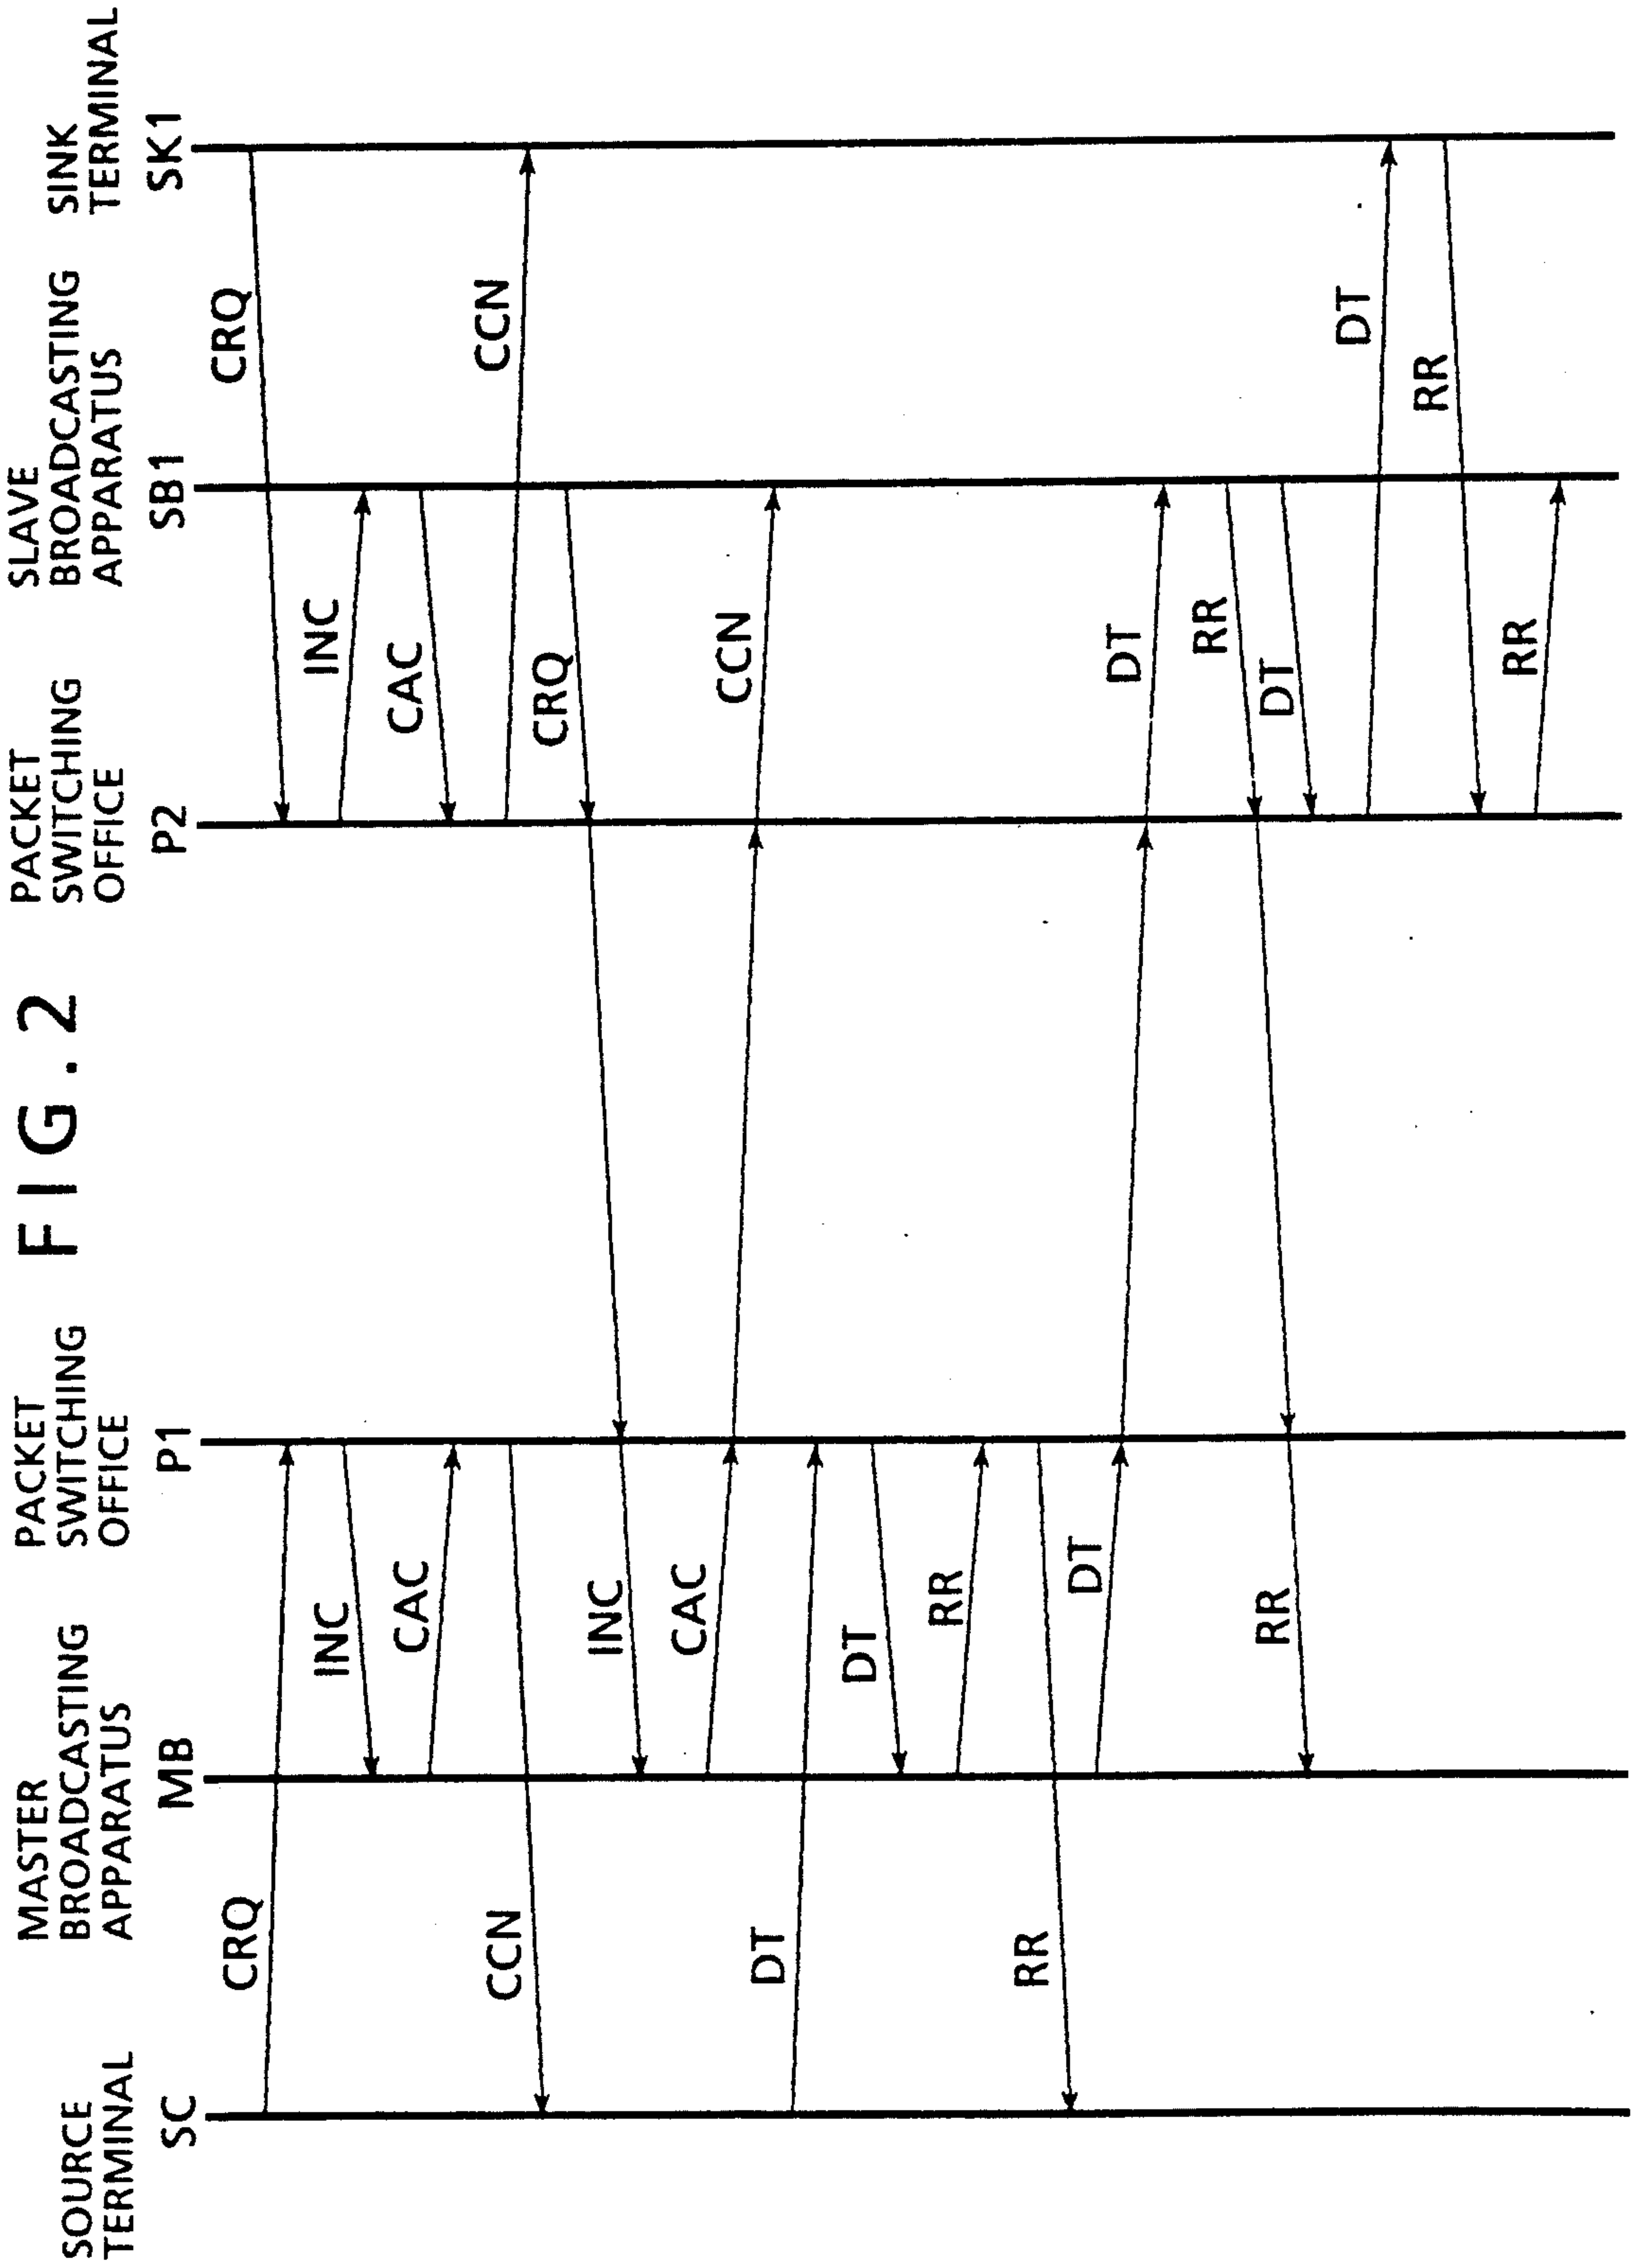 FIG.2
SOURCE
TERMINAL
SC
MASTER
BROADCASTING
APPARATUS
MB
PACKET
SWITCHING
OFFICE
P1
PACKET
SWITCHING
OFFICE
P2
SLAVE
BROADCASTING
APPARATUS
SB1
SINK
TERMINAL
SK1
CRQ
CRQ
INC
INC
CAC
CAC
CCN
CCN
CRQ
INC
CAC
CCN
DT
DT
RR
RR
DT
DT
RR
RR
DT
DT
RR
RR